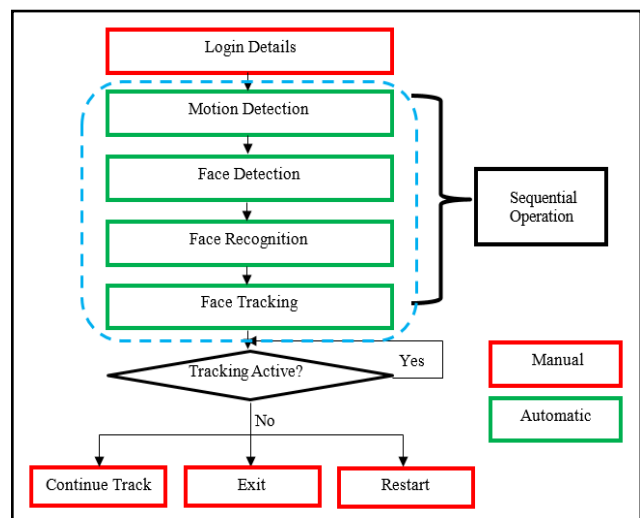 Login Details
Motion Detection
Face Detection
Sequential
Operation
Face Recognition
Face Tracking
Tracking Active?
Yes
Manual
Automatic
No
Continue Track
Exit
Restart